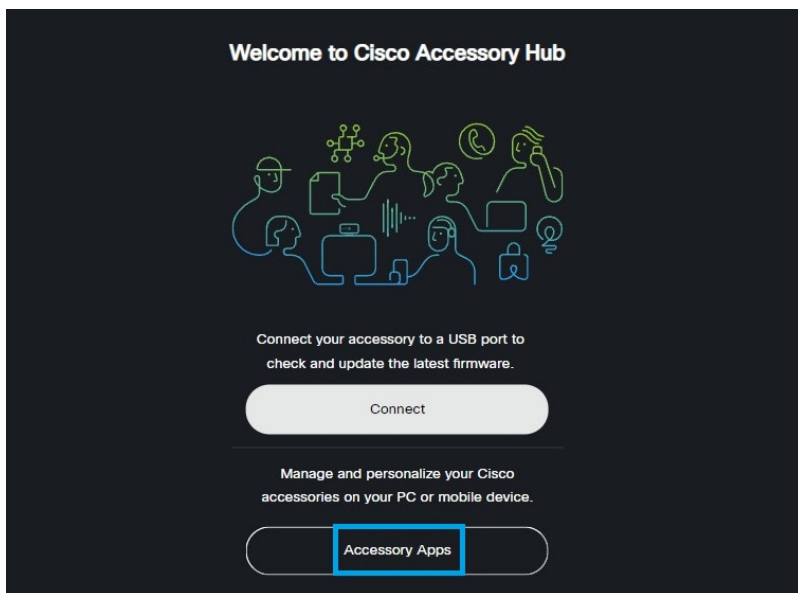 Welcome to Cisco Accessory Hub
Connect your accessory to a USB port to
check and update the latest firmware.
Connect
Manage and personalize your Cisco
accessories on your PC or mobile device.
Accessory Apps